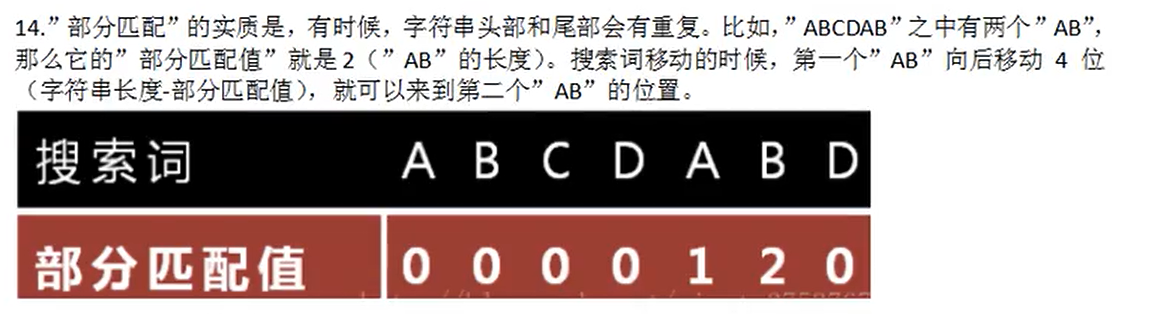 14.”部分匹配”的实质是，有时候，字符串头部和尾部会有重复。比如，”ABCDAB”之中有两个”AB”，
那么它的”部分匹配值”就是2（”AB”的长度）。搜索词移动的时候，第一个”AB”向后移动 4 位
（字符串长度-部分匹配值），就可以来到第二个”AB”的位置。
搜索词 A B C D A B D
部分匹配值 0 0 0 0 1 2 0